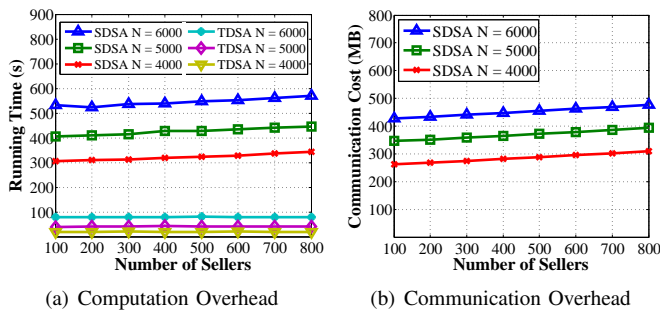 900
800
700
600
500
400
300
200
100
SDSA N = 6000
SDSA N = 5000
SDSA N = 4000
TDSA N = 6000
TDSA N = 5000
TDSA N = 4000
Running Time (s)
100 200 300 400 500 600 700 800
Number of Sellers
(a) Computation Overhead
800
700
600
500
400
300
200
100
SDSA N = 6000
SDSA N = 5000
SDSA N = 4000
Communication Cost (MB)
100 200 300 400 500 600 700 800
Number of Sellers
(b) Communication Overhead